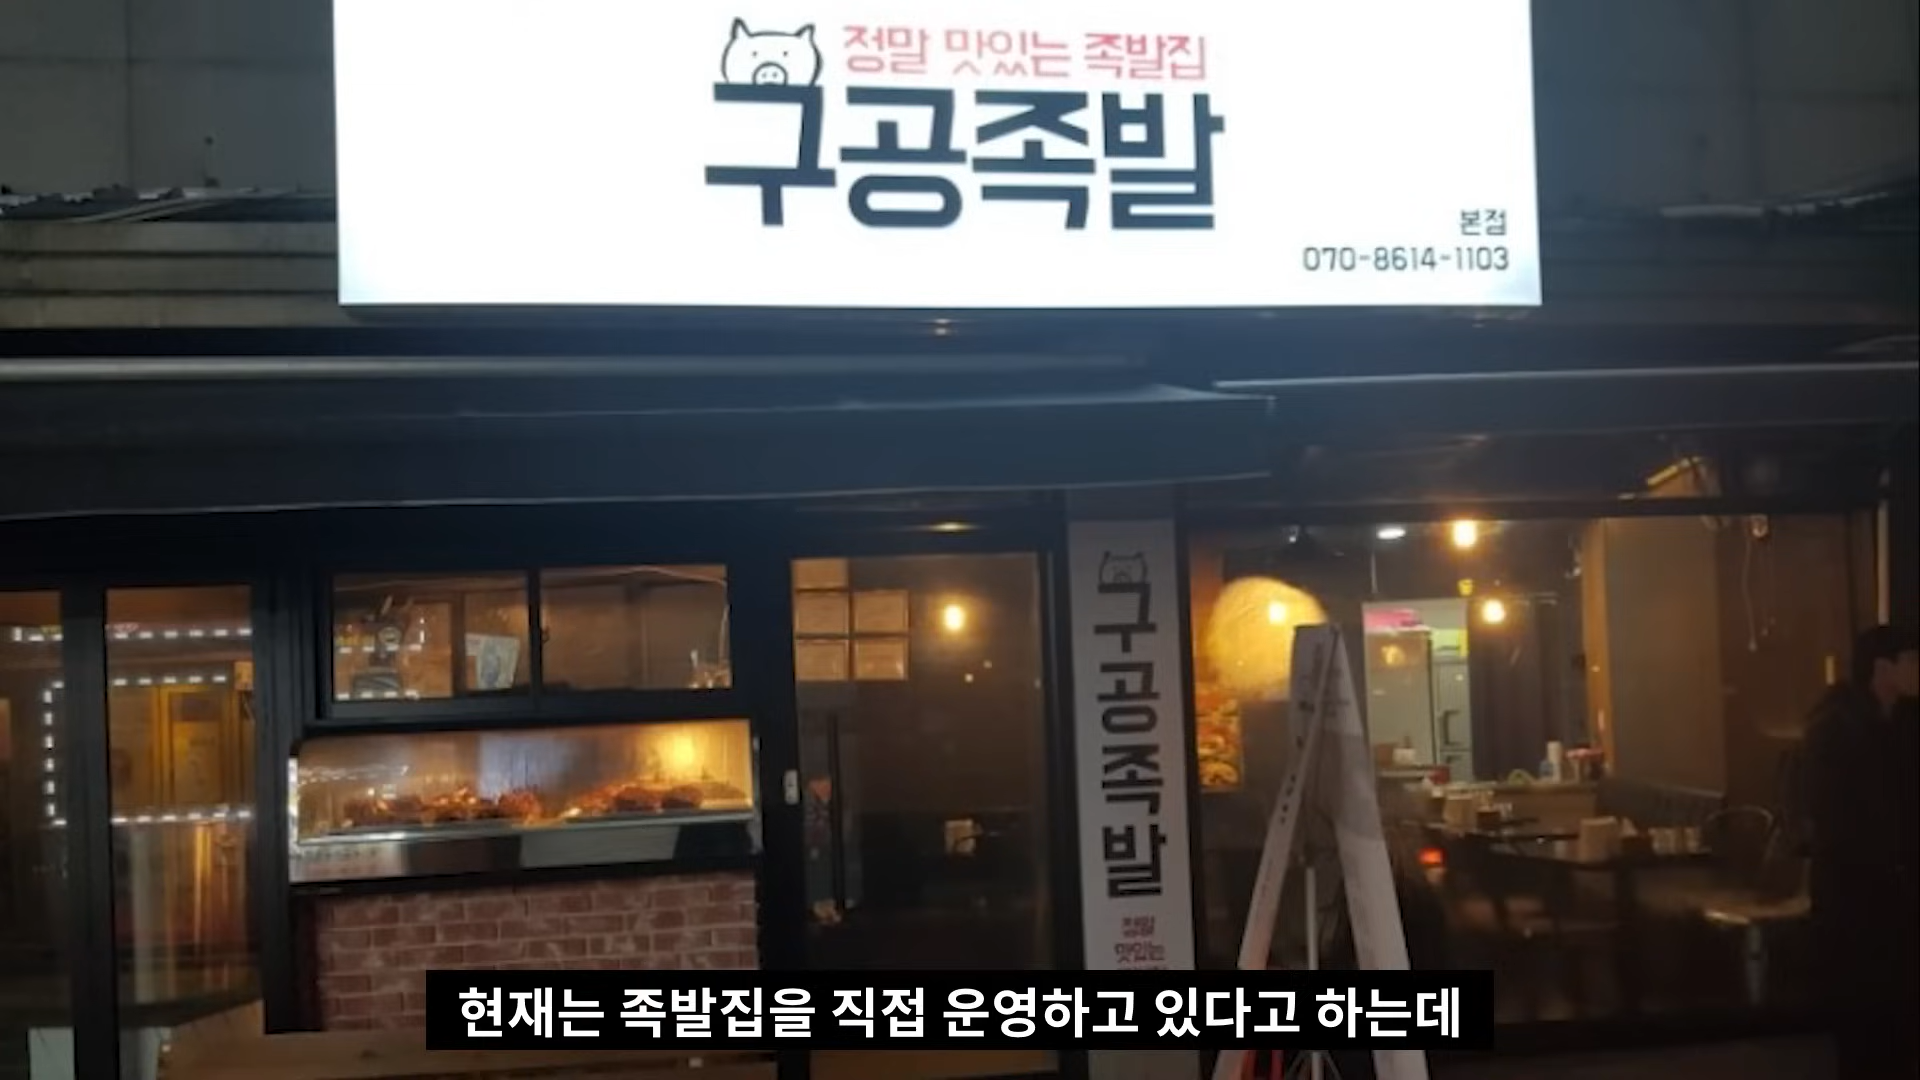 정말 맛있는 족발집
구공족발
본점
070-8614-1103
구공족발
정말
맛있는
현재는 족발집을 직접 운영하고 있다고 하는데